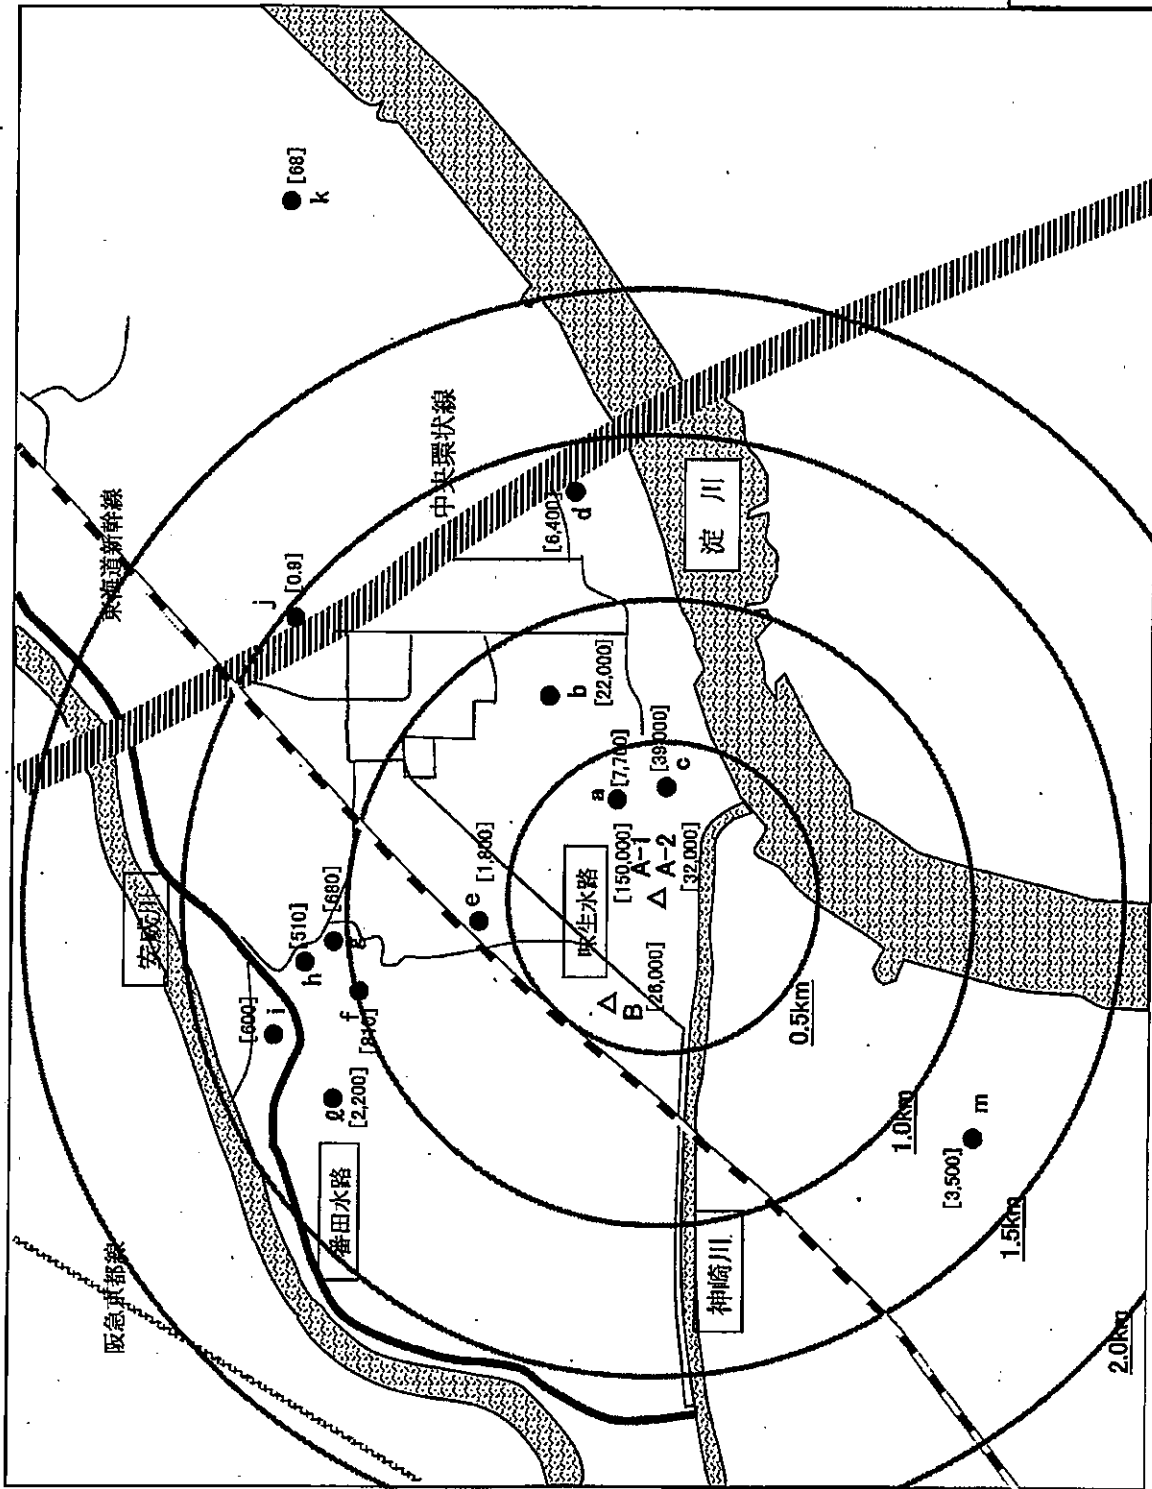 阪急京都線
東海道新幹線
安威川
[600]
i
[510]
h
j
[0.9]
[68]
k
番田水路
ℓ
[2,200]
f
[810]
[680]
g
中央環状線
e
[1,800]
味生水路
B
[26,000]
[150,000]
A-1
A-2
[32,000]
a
[7,700]
[39,000]
c
b
[22,000]
[6,400]
d
神崎川
淀 川
0.5km
1.0km
[3,500]
m
1.5km
2.0km